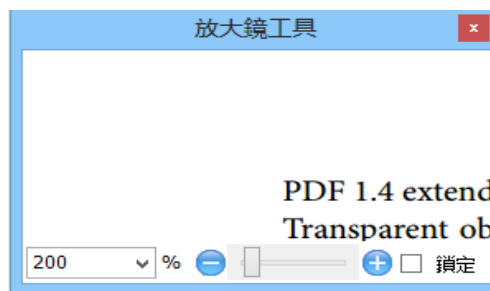 放大鏡工具
PDF 1.4 extend
Transparent ob
200 % 鎖定